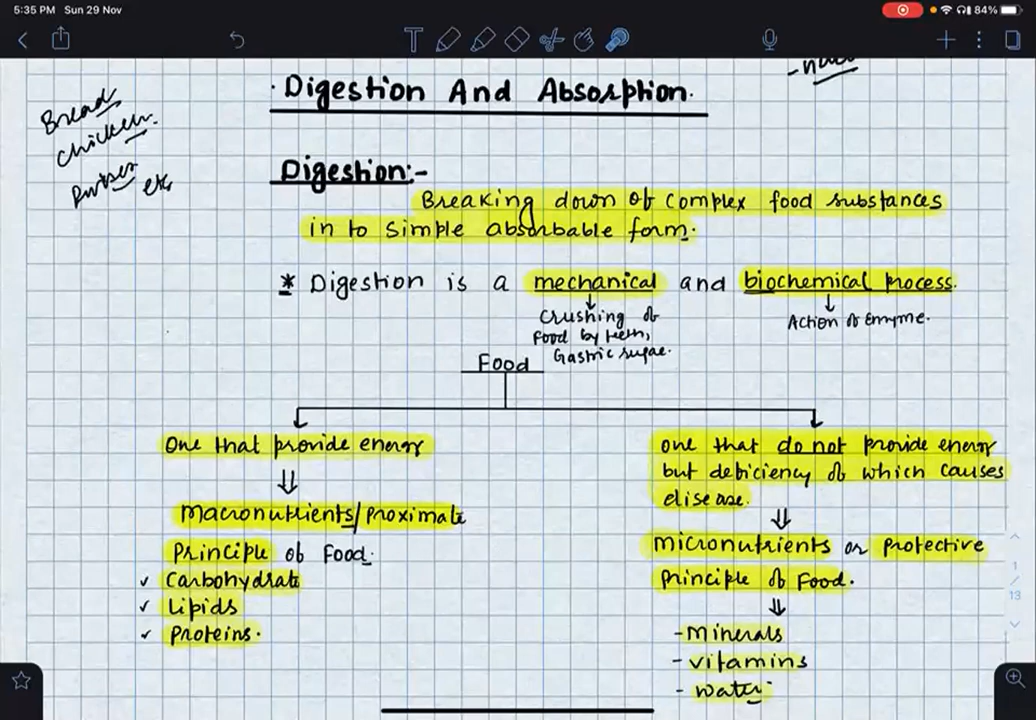 5:35 PM Sun 29 Nov
84%
Digestion And Absorption.
Bread
chicken.
etc
Digestion:-
Breaking down of complex food substances
in to simple absorbable form.
* Digestion is a mechanical and biochemical process.
Crushing of
Food by teeth,
Gastric
Action of Enzyme.
Food
One that provide energy
one that do not provide energy
but deficiency of which causes
disease.
Macronutrients/Proximate
Principle of Food.
✓ Carbohydrate
✓ Lipids
✓ Proteins.
Micronutrients or Protective
Principle of Food.
- Minerals
- Vitamins
- Water
1
/
13